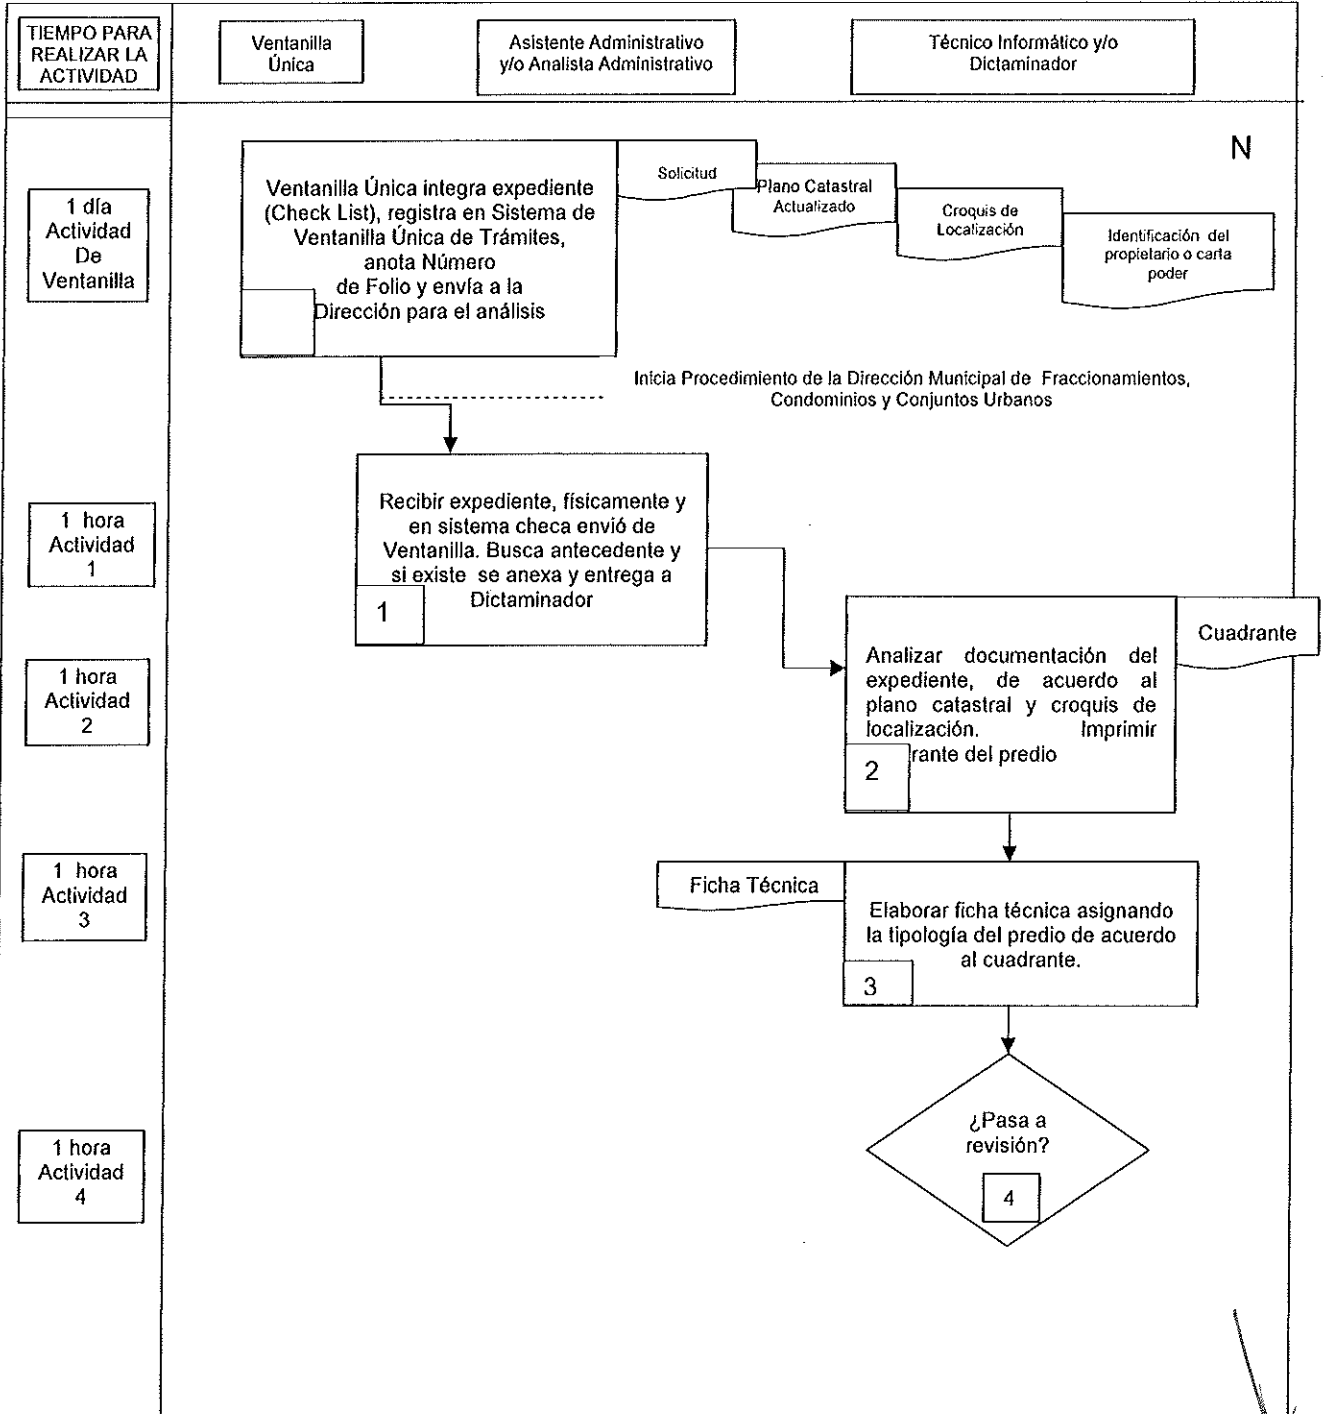 TIEMPO PARA
REALIZAR LA
ACTIVIDAD
Ventanilla
Única
Asistente Administrativo
y/o Analista Administrativo
Técnico Informático y/o
Dictaminador
N
1 día
Actividad
De
Ventanilla
Ventanilla Única integra expediente
(Check List), registra en Sistema de
Ventanilla Única de Trámites,
anota Número
de Folio y envía a la
Dirección para el análisis
Solicitud
Plano Catastral
Actualizado
Croquis de
Localización
Identificación del
propietario o carta
poder
Inicia Procedimiento de la Dirección Municipal de Fraccionamientos,
Condominios y Conjuntos Urbanos
1 hora
Actividad
1
Recibir expediente, físicamente y
en sistema checa envió de
Ventanilla. Busca antecedente y
si existe se anexa y entrega a
Dictaminador
1
1 hora
Actividad
2
Analizar documentación del
expediente, de acuerdo al
plano catastral y croquis de
localización. Imprimir
rante del predio
2
Cuadrante
1 hora
Actividad
3
Ficha Técnica
Elaborar ficha técnica asignando
la tipología del predio de acuerdo
al cuadrante.
3
1 hora
Actividad
4
¿Pasa a
revisión?
4